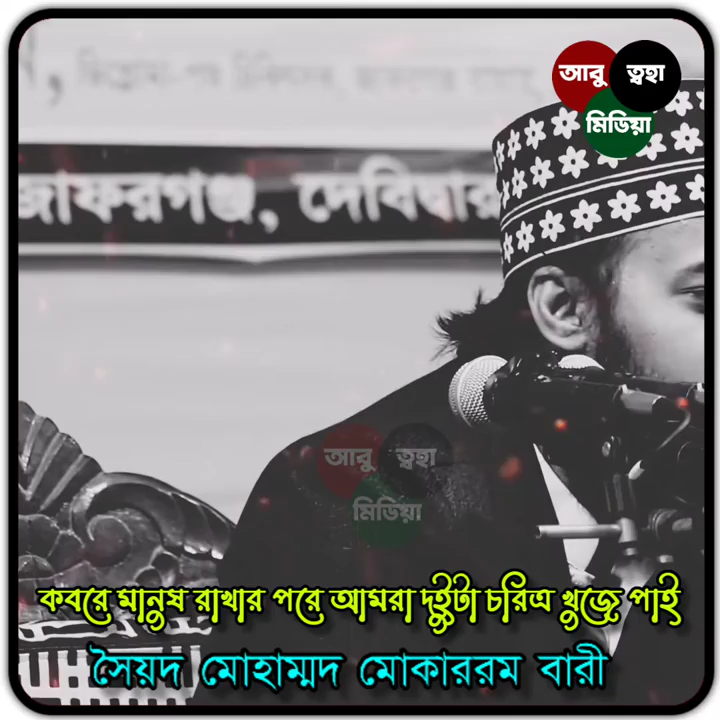 আবু ত্বহা
মিডিয়া
জাফরগঞ্জ, দেবিদ্বার
আবু ত্বহা
মিডিয়া
কবরে মানুষ রাখার পরে আমরা দুইটা চরিত্র খুজে পাই
সৈয়দ মোহাম্মদ মোকাররম বারী